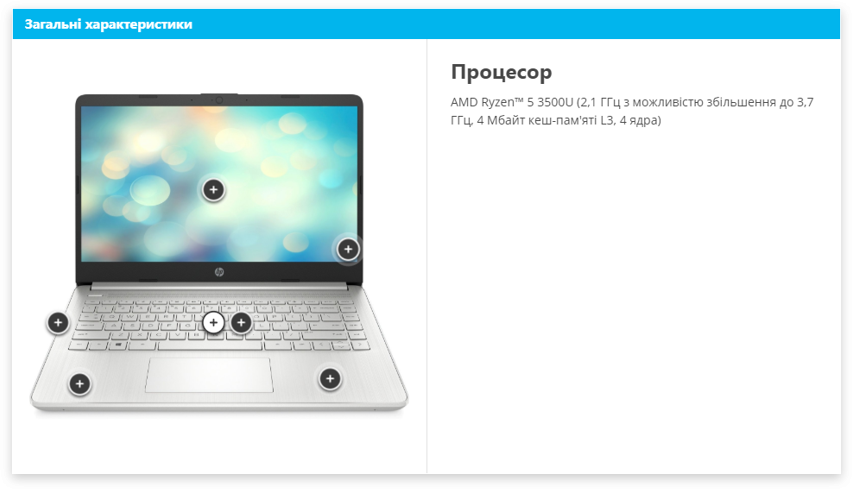 Загальні характеристики
Процесор
AMD Ryzen™ 5 3500U (2,1 ГГц з можливістю збільшення до 3,7
ГГц, 4 Мбайт кеш-пам'яті L3, 4 ядра)
hp